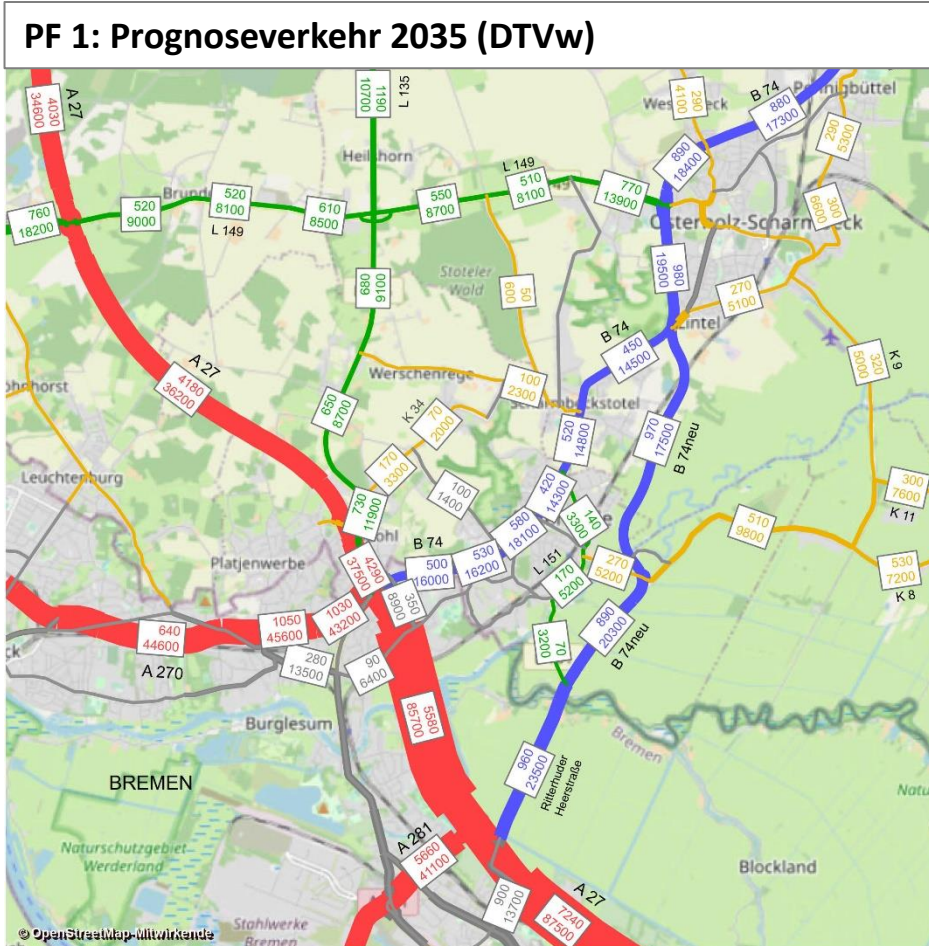 PF 1: Prognoseverkehr 2035 (DTVw)
A 27
4030
34600
1190
10700
L 135
290
4100
B 74
880
17300
290
5300
Heilshorn
890
18400
L 149
510
8100
770
13900
300
6600
520
8100
550
8700
520
9000
610
8500
760
18200
L 149
Osterholz-Scharmbeck
680
9100
Stoteler
Wald
50
600
980
19500
270
5100
B 74
450
14500
A 27
4180
36200
Werschenrege
100
2300
320
5000
K 9
650
8700
K 34
70
2000
520
14800
970
17500
B 74neu
Leuchtenburg
170
3300
100
1400
420
14300
300
7600
K 11
730
11900
580
18100
140
3300
510
9800
Platjenwerbe
B 74
530
16200
L 151
270
5200
530
7200
K 8
4290
37500
500
16000
170
5200
350
8900
1030
43200
1050
45600
640
44600
A 270
280
13500
90
6400
70
3200
890
20300
B 74neu
Burglesum
5580
85700
Bremen
960
23500
Ritterhuder
Heerstraße
BREMEN
A 281
5660
41100
Naturschutzgebiet
Werderland
Blockland
900
13700
A 27
7240
87500
Stahlwerke
Bremen
© OpenStreetMap-Mitwirkende